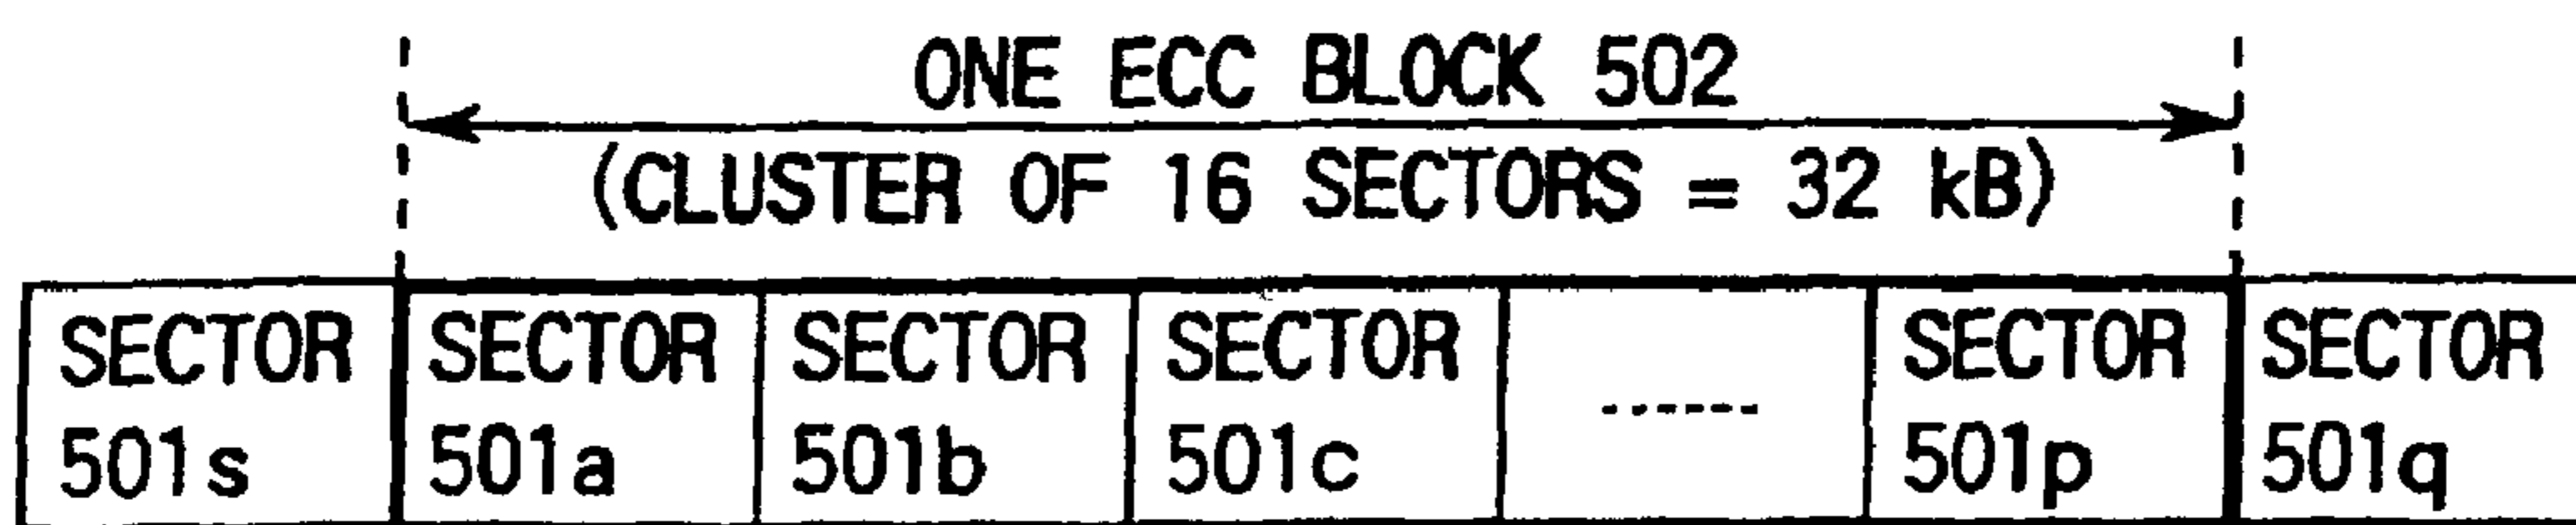 ONE ECC BLOCK 502
(CLUSTER OF 16 SECTORS = 32 kB)
SECTOR SECTOR SECTOR SECTOR ------ SECTOR SECTOR
501s 501a 501b 501c 501p 501q